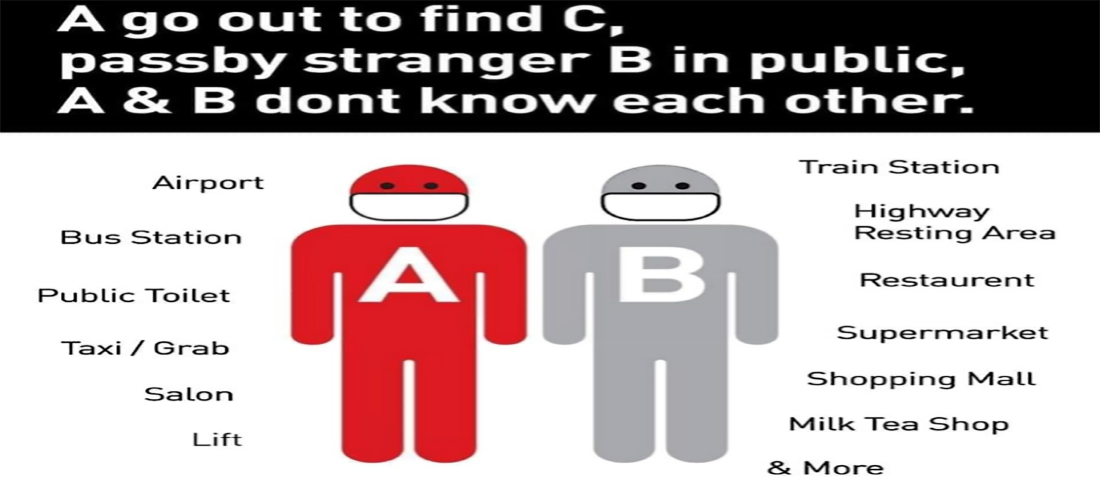 A go out to find C,
passby stranger B in public,
A & B dont know each other.
Airport
Bus Station
Public Toilet
Taxi / Grab
Salon
Lift
A
B
Train Station
Highway
Resting Area
Restaurent
Supermarket
Shopping Mall
Milk Tea Shop
& More